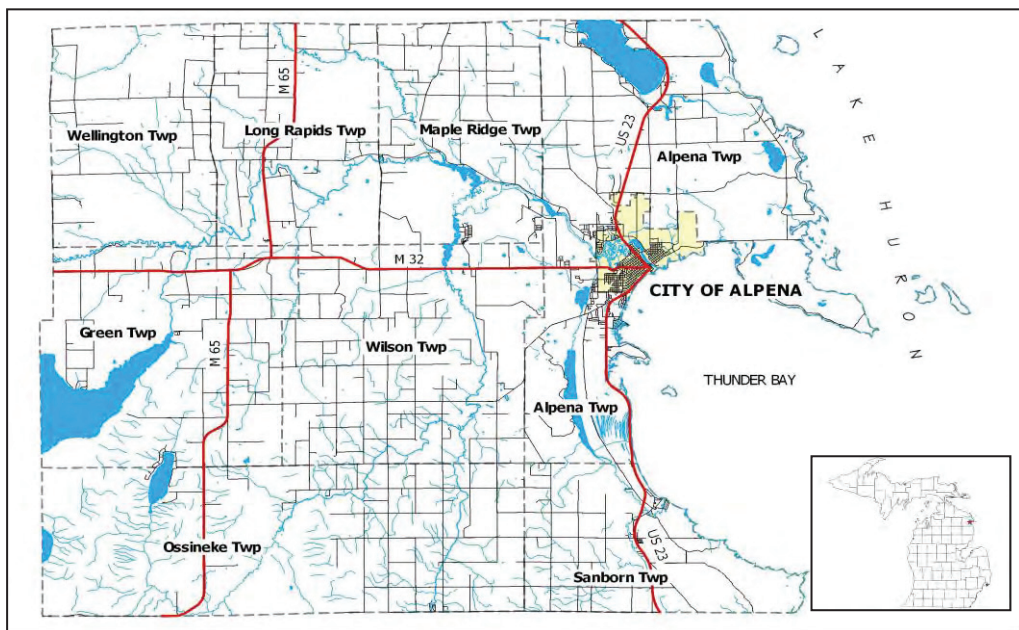 M 65
LAKE HURON
US 23
Wellington Twp
Long Rapids Twp
Maple Ridge Twp
Alpena Twp
M 32
CITY OF ALPENA
Green Twp
M 65
Wilson Twp
THUNDER BAY
Alpena Twp
Ossineke Twp
US 23
Sanborn Twp